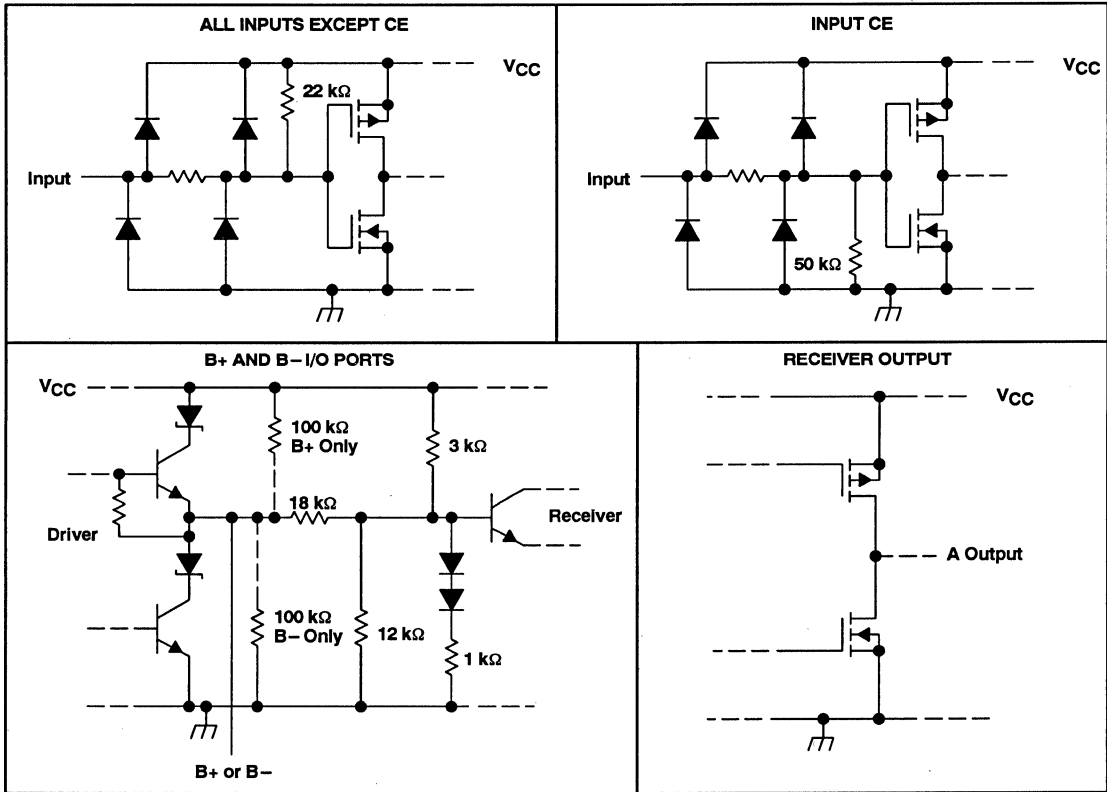 ALL INPUTS EXCEPT CE
VCC
22 kΩ
Input
INPUT CE
VCC
Input
50 kΩ
B+ AND B– I/O PORTS
VCC
100 kΩ
B+ Only
3 kΩ
18 kΩ
Receiver
Driver
100 kΩ
B– Only
12 kΩ
1 kΩ
B+ or B–
RECEIVER OUTPUT
VCC
A Output